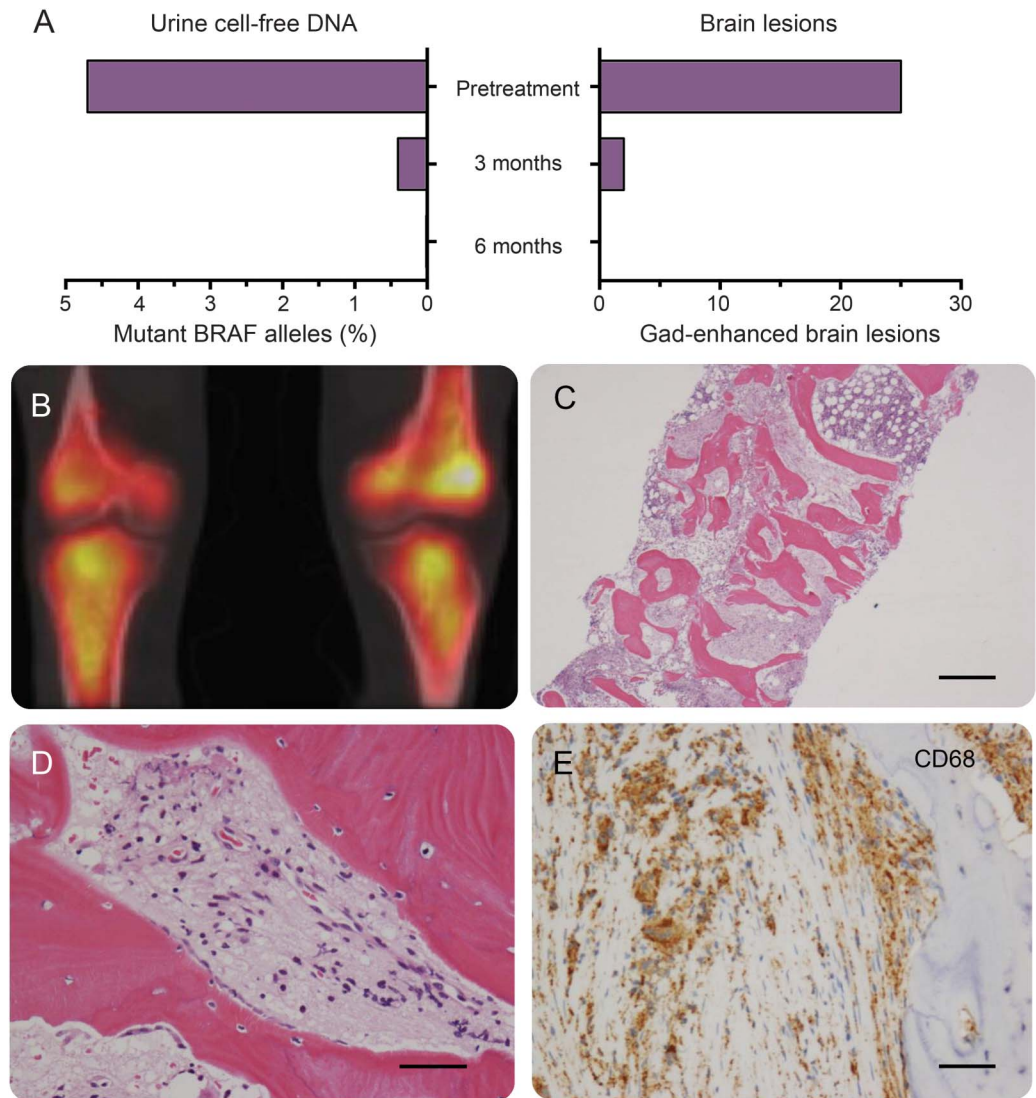 A
Urine cell-free DNA
Brain lesions
Pretreatment
3 months
6 months
5 4 3 2 1 0
0 10 20 30
Mutant BRAF alleles (%)
Gad-enhanced brain lesions
B
C
D
E
CD68